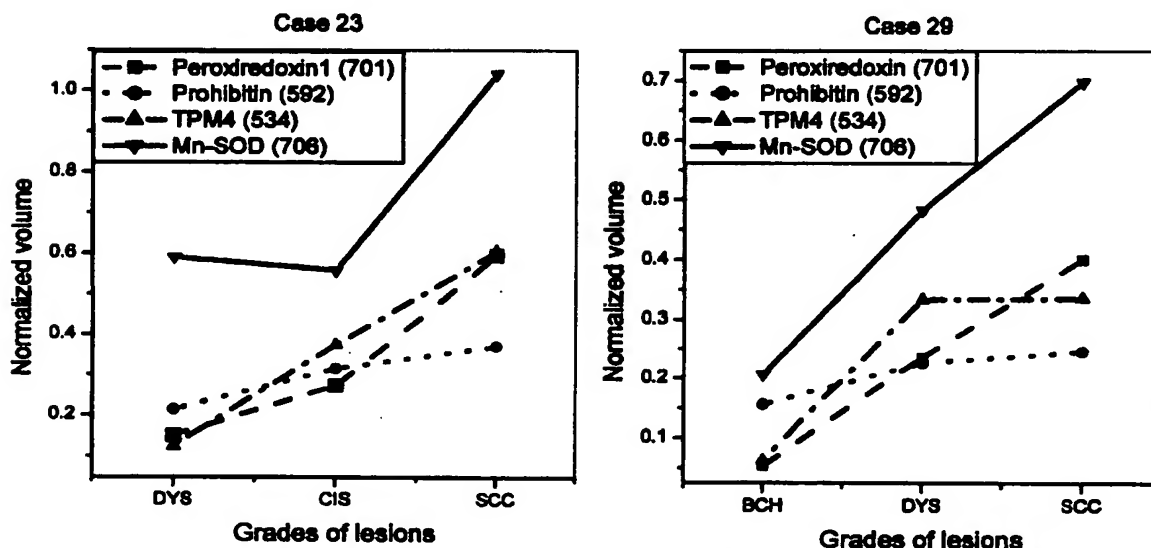 Case 23
Peroxiredoxin1 (701)
Prohibitin (592)
TPM4 (534)
Mn-SOD (706)
1.0
0.8
0.6
0.4
0.2
Normalized volume
DYS CIS SCC
Grades of lesions
Case 29
Peroxiredoxin (701)
Prohibitin (592)
TPM4 (534)
Mn-SOD (706)
0.7
0.6
0.5
0.4
0.3
0.2
0.1
Normalized volume
BCH DYS SCC
Grades of lesions